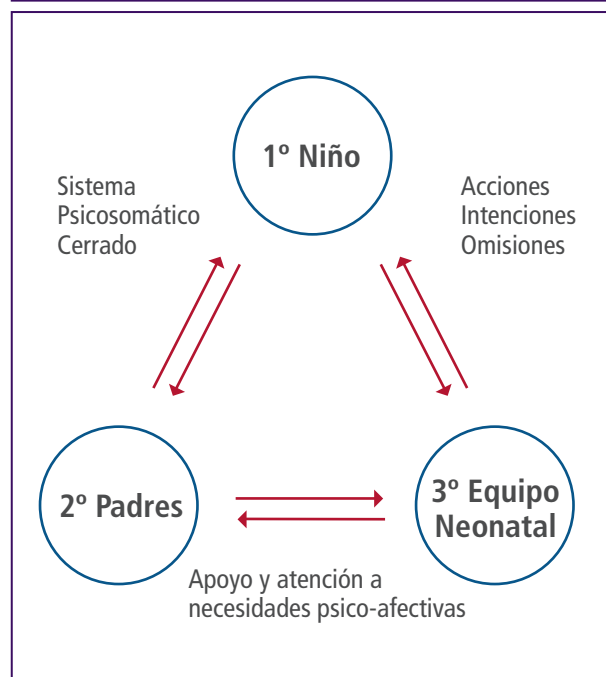 1º Niño
Sistema
Psicosomático
Cerrado
Acciones
Intenciones
Omisiones
2º Padres
3º Equipo
Neonatal
Apoyo y atención a
necesidades psico-afectivas